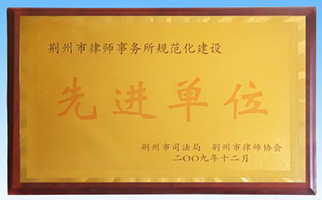 荆州市律师事务所规范化建设
先进单位
荆州市司法局 荆州市律师协会
二〇〇九年十二月